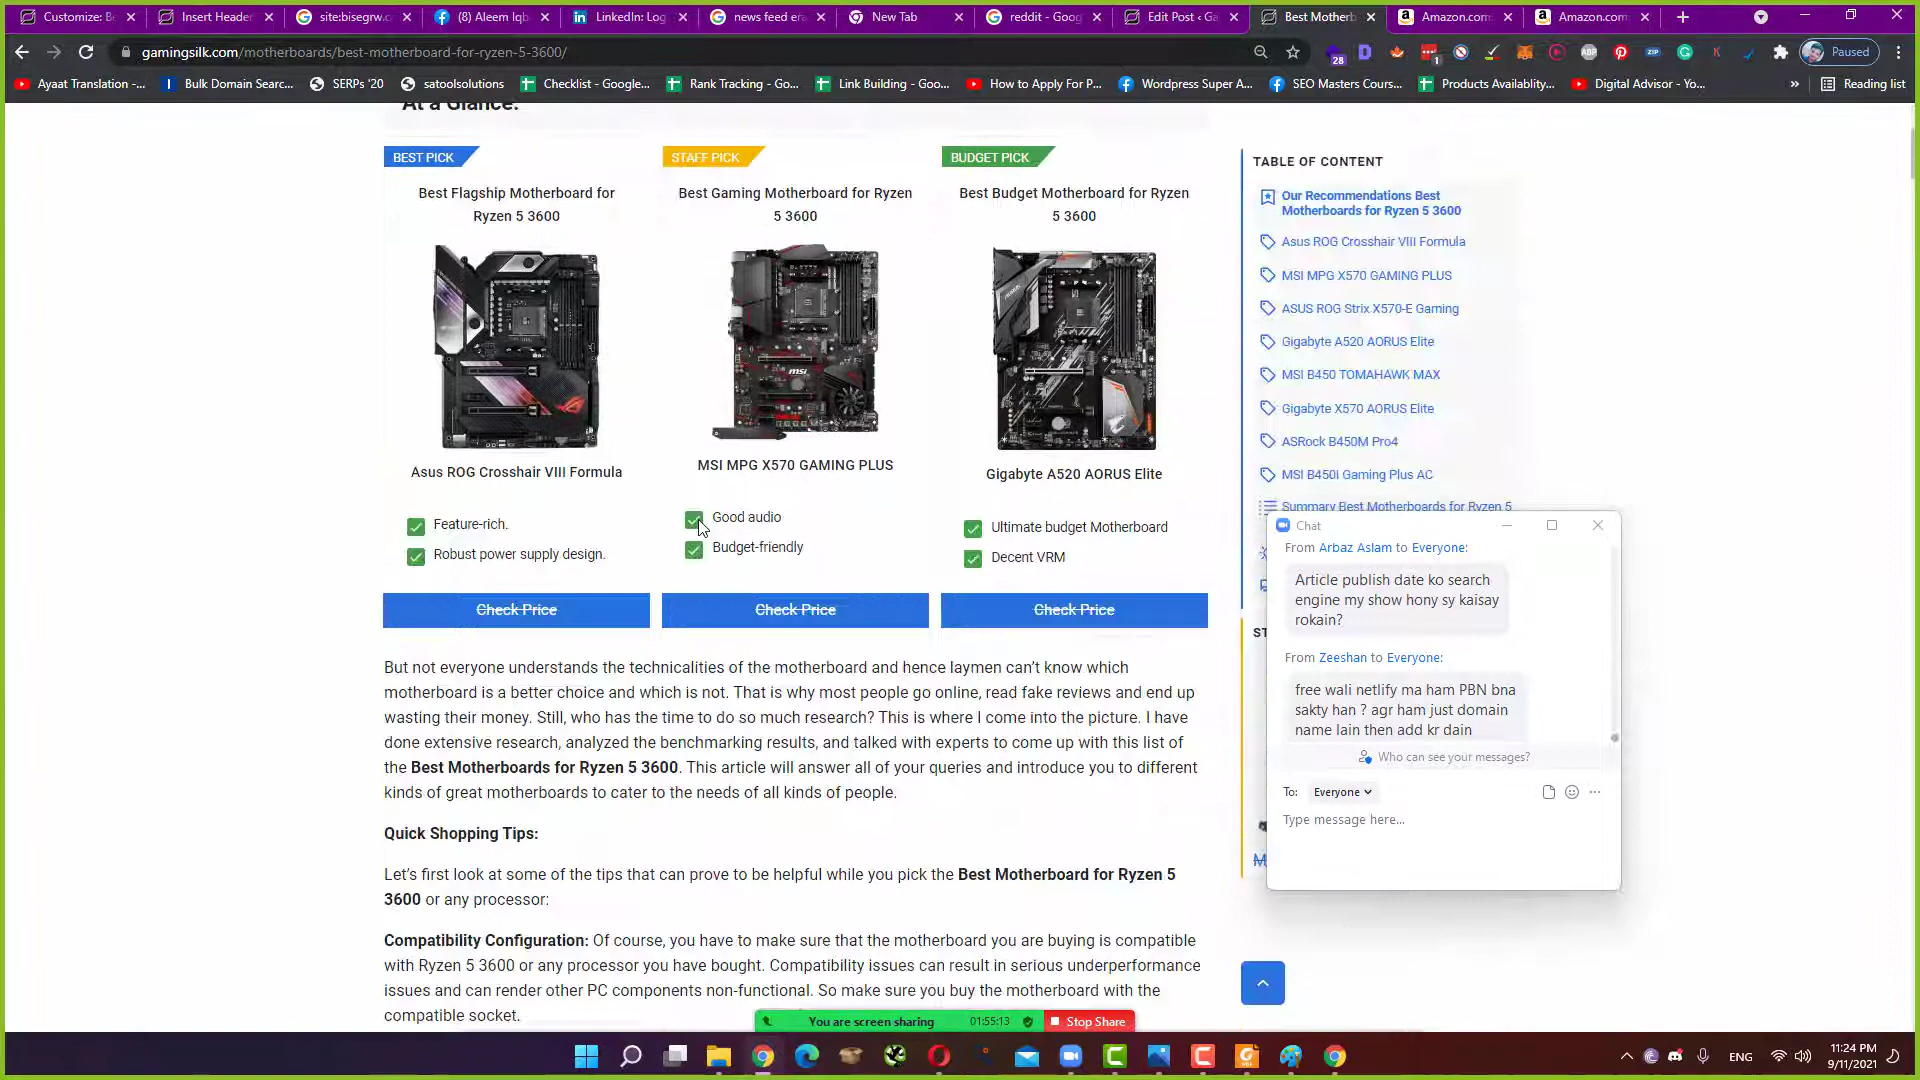 Customize: B
Insert Header
site:bisegrw.c
(8) Aleem Iqb
LinkedIn: Log
news feed era
New Tab
reddit - Goog
Edit Post ‹ Ga
Best Motherb
Amazon.com
Amazon.com
gamingsilk.com/motherboards/best-motherboard-for-ryzen-5-3600/
28
1
ABP
ZIP
Paused
Ayaat Translation -...
Bulk Domain Searc...
SERPs '20
satoolsolutions
Checklist - Google...
Rank Tracking - Go...
Link Building - Goo...
How to Apply For P...
Wordpress Super A...
SEO Masters Cours...
Products Availablity...
Digital Advisor - Yo...
»
Reading list
At a Glance:
BEST PICK
Best Flagship Motherboard for
Ryzen 5 3600
Asus ROG Crosshair VIII Formula
Feature-rich.
Robust power supply design.
Check Price
STAFF PICK
Best Gaming Motherboard for Ryzen
5 3600
msi
MSI MPG X570 GAMING PLUS
Good audio
Budget-friendly
Check Price
BUDGET PICK
Best Budget Motherboard for Ryzen
5 3600
Gigabyte A520 AORUS Elite
Ultimate budget Motherboard
Decent VRM
Check Price
But not everyone understands the technicalities of the motherboard and hence laymen can't know which
motherboard is a better choice and which is not. That is why most people go online, read fake reviews and end up
wasting their money. Still, who has the time to do so much research? This is where I come into the picture. I have
done extensive research, analyzed the benchmarking results, and talked with experts to come up with this list of
the Best Motherboards for Ryzen 5 3600. This article will answer all of your queries and introduce you to different
kinds of great motherboards to cater to the needs of all kinds of people.
Quick Shopping Tips:
Let's first look at some of the tips that can prove to be helpful while you pick the Best Motherboard for Ryzen 5
3600 or any processor:
Compatibility Configuration: Of course, you have to make sure that the motherboard you are buying is compatible
with Ryzen 5 3600 or any processor you have bought. Compatibility issues can result in serious underperformance
issues and can render other PC components non-functional. So make sure you buy the motherboard with the
compatible socket.
TABLE OF CONTENT
Our Recommendations Best
Motherboards for Ryzen 5 3600
Asus ROG Crosshair VIII Formula
MSI MPG X570 GAMING PLUS
ASUS ROG Strix X570-E Gaming
Gigabyte A520 AORUS Elite
MSI B450 TOMAHAWK MAX
Gigabyte X570 AORUS Elite
ASRock B450M Pro4
MSI B450I Gaming Plus AC
Summary Best Motherboards for Ryzen 5
ST
M
Chat
From Arbaz Aslam to Everyone:
Article publish date ko search
engine my show hony sy kaisay
rokain?
From Zeeshan to Everyone:
free wali netlify ma ham PBN bna
sakty han ? agr ham just domain
name lain then add kr dain
Who can see your messages?
To: Everyone
Type message here...
You are screen sharing
01:55:13
Stop Share
ENG
11:24 PM
9/11/2021